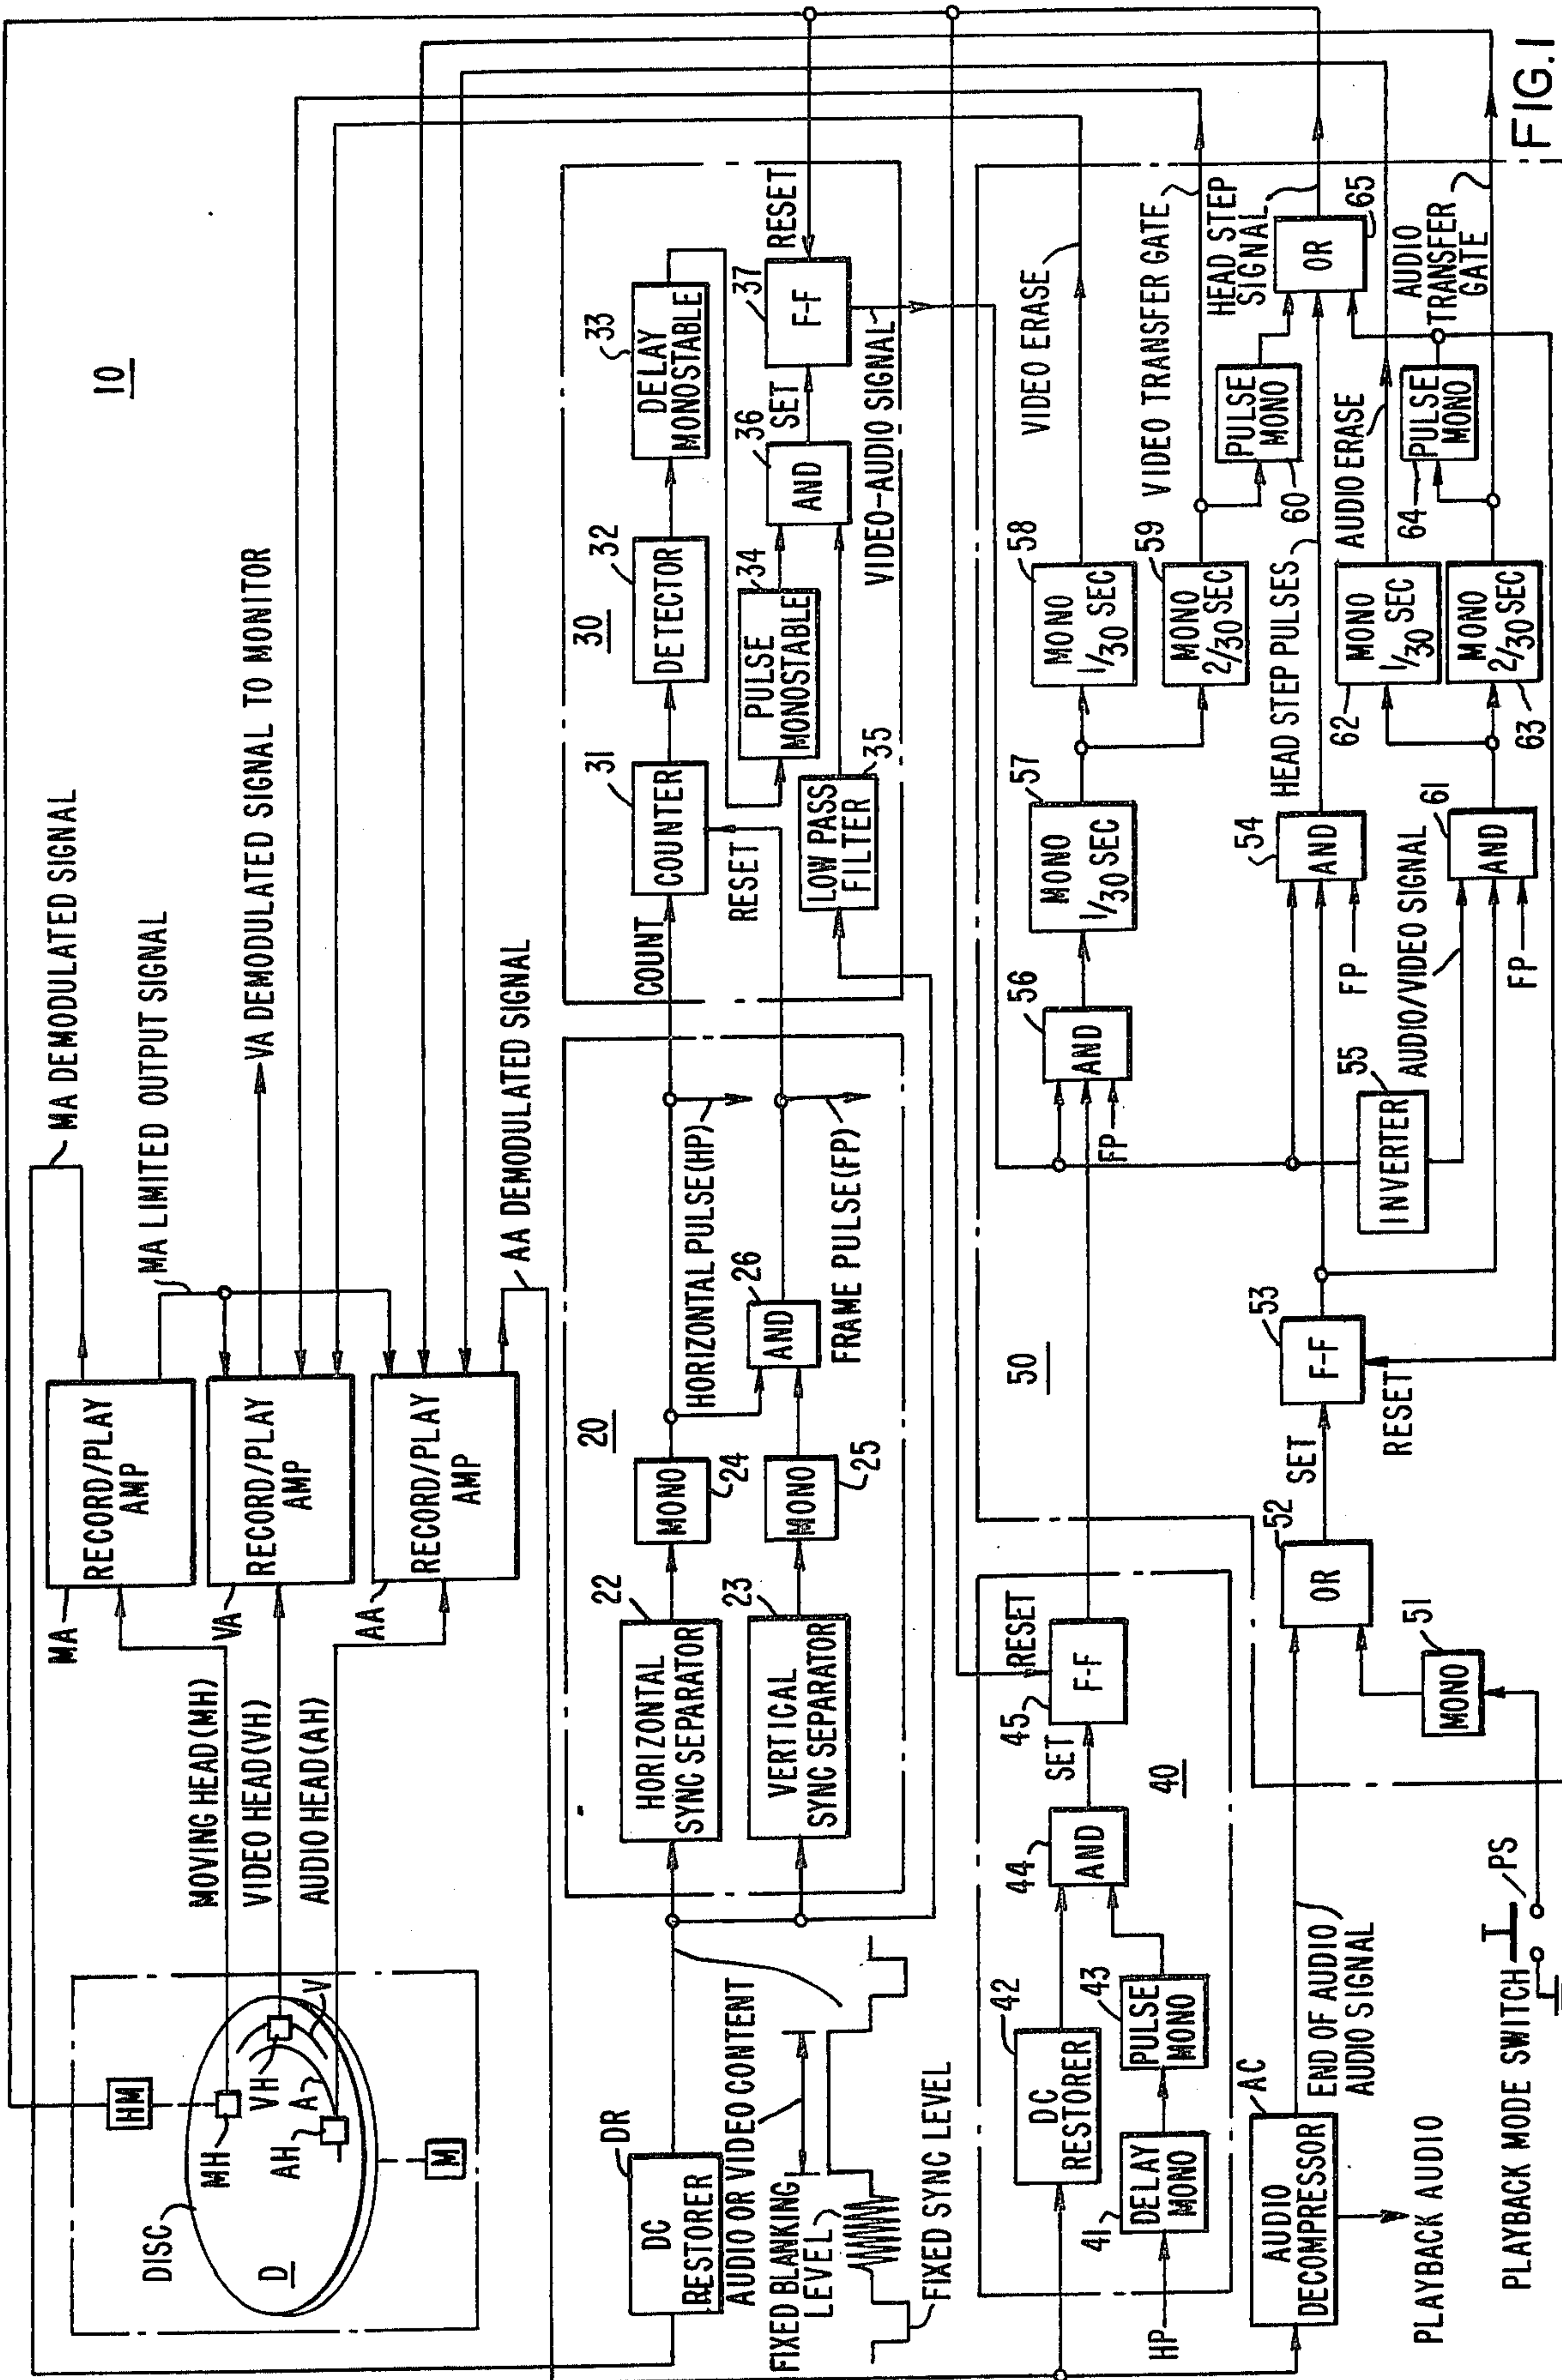 10
FIG. 1
MA DEMODULATED SIGNAL
MA LIMITED OUTPUT SIGNAL
VA DEMODULATED SIGNAL TO MONITOR
AA DEMODULATED SIGNAL
MA
RECORD/PLAY
AMP
VA
RECORD/PLAY
AMP
AA
RECORD/PLAY
AMP
MOVING HEAD(MH)
VIDEO HEAD(VH)
AUDIO HEAD(AH)
HM
DISC
D
MH
VH
A
V
AH
M
DR
DC
RESTORER
AUDIO OR VIDEO CONTENT
FIXED BLANKING
LEVEL
FIXED SYNC LEVEL
20
22
HORIZONTAL
SYNC SEPARATOR
23
VERTICAL
SYNC SEPARATOR
MONO
24
MONO
25
26
AND
HORIZONTAL PULSE(HP)
FRAME PULSE(FP)
30
COUNT
31
COUNTER
RESET
32
DETECTOR
33
DELAY
MONOSTABLE
34
PULSE
MONOSTABLE
35
LOW PASS
FILTER
36
AND
SET
37
F-F
RESET
VIDEO-AUDIO SIGNAL
40
42
DC
RESTORER
HP
41
DELAY
MONO
43
PULSE
MONO
44
AND
SET
45
F-F
RESET
50
AC
AUDIO
DECOMPRESSOR
END OF AUDIO
AUDIO SIGNAL
PLAYBACK AUDIO
PLAYBACK MODE SWITCH
PS
51
MONO
52
OR
SET
53
F-F
RESET
55
INVERTER
AUDIO/VIDEO SIGNAL
56
AND
FP
57
MONO
1/30 SEC
58
MONO
1/30 SEC
VIDEO ERASE
59
MONO
2/30 SEC
VIDEO TRANSFER GATE
PULSE
MONO
60
54
AND
FP
HEAD STEP PULSES
61
AND
FP
62
MONO
1/30 SEC
AUDIO ERASE
63
MONO
2/30 SEC
64
PULSE
MONO
OR
65
HEAD STEP
SIGNAL
AUDIO
TRANSFER
GATE